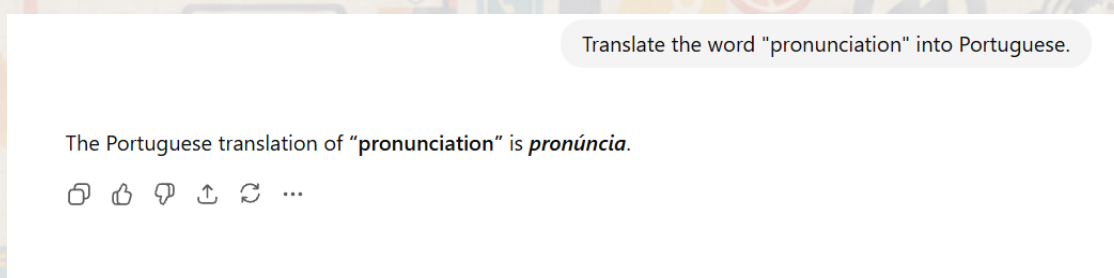 Translate the word "pronunciation" into Portuguese.
The Portuguese translation of “pronunciation” is pronúncia.